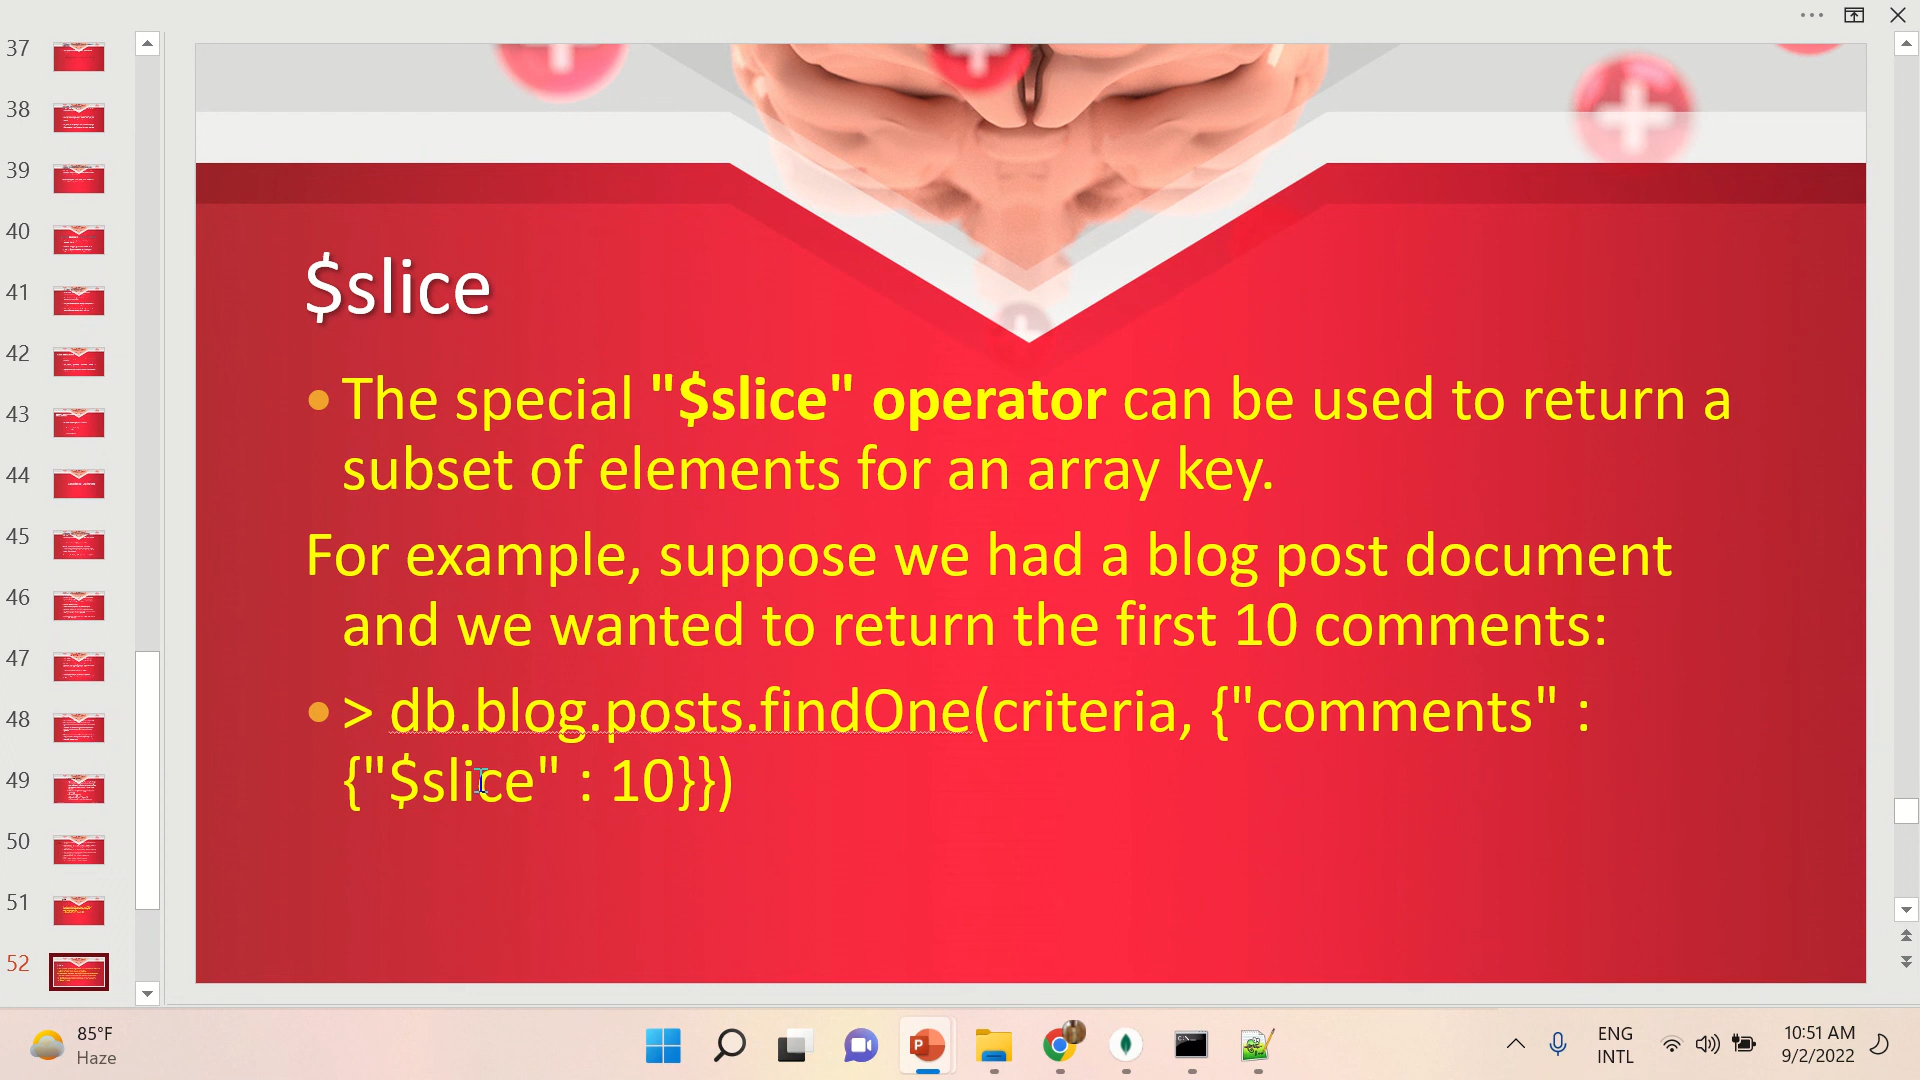 37
38
39
40
41
42
43
44
45
46
47
48
49
50
51
52
$slice
The special "$slice" operator can be used to return a
subset of elements for an array key.
For example, suppose we had a blog post document
and we wanted to return the first 10 comments:
> db.blog.posts.findOne(criteria, {"comments" :
{"$slice" : 10}})
85°F
Haze
ENG
INTL
10:51 AM
9/2/2022